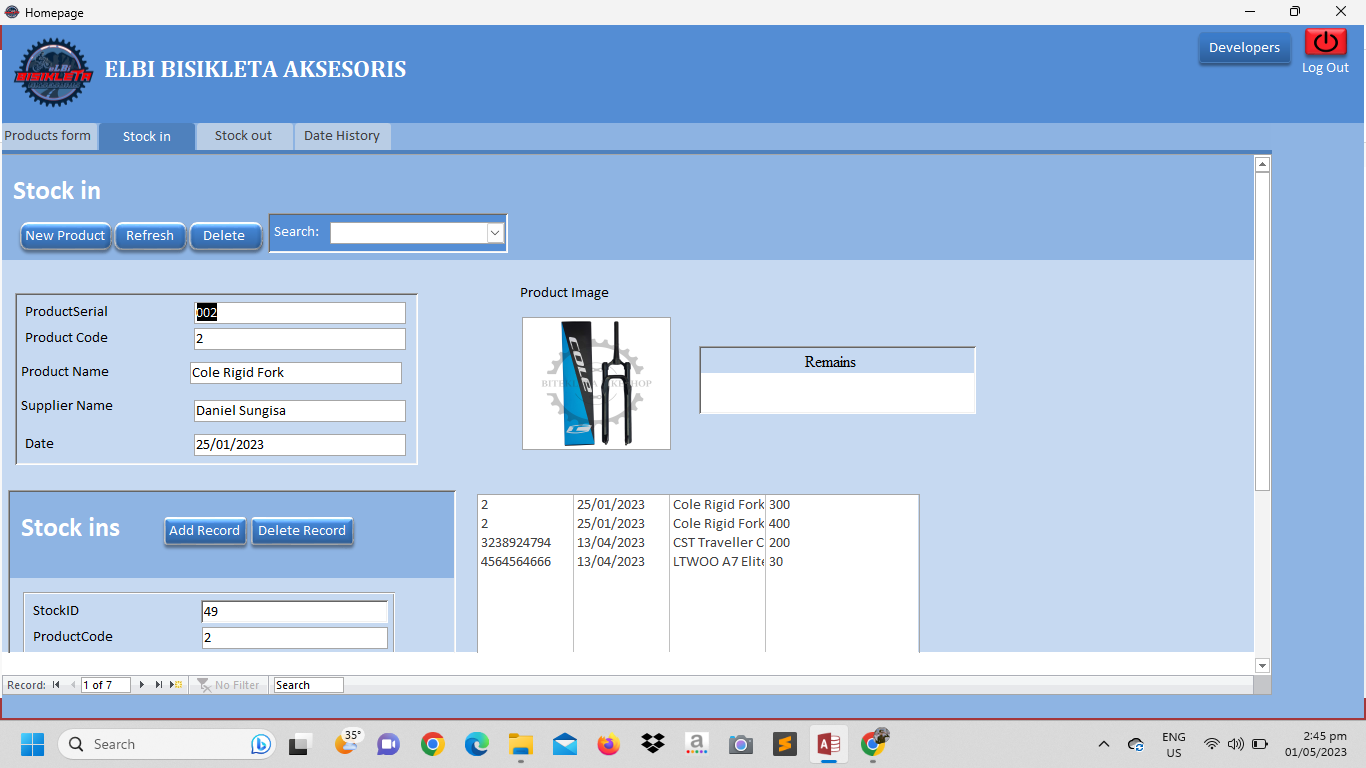 Homepage
ELBI
BISIKLETA
ELBI BISIKLETA AKSESORIS
Developers
Log Out
Products form
Stock in
Stock out
Date History
Stock in
New Product
Refresh
Delete
Search:
ProductSerial 002
Product Code 2
Product Name Cole Rigid Fork
Supplier Name Daniel Sungisa
Date 25/01/2023
Product Image
COLE
Remains
Stock ins
Add Record
Delete Record
StockID 49
ProductCode 2
2 25/01/2023 Cole Rigid Fork 300
2 25/01/2023 Cole Rigid Fork 400
3238924794 13/04/2023 CST Traveller C 200
4564564666 13/04/2023 LTWOO A7 Elite 30
Record: 1 of 7 No Filter Search
Search
35°
a
A
ENG
US
2:45 pm
01/05/2023